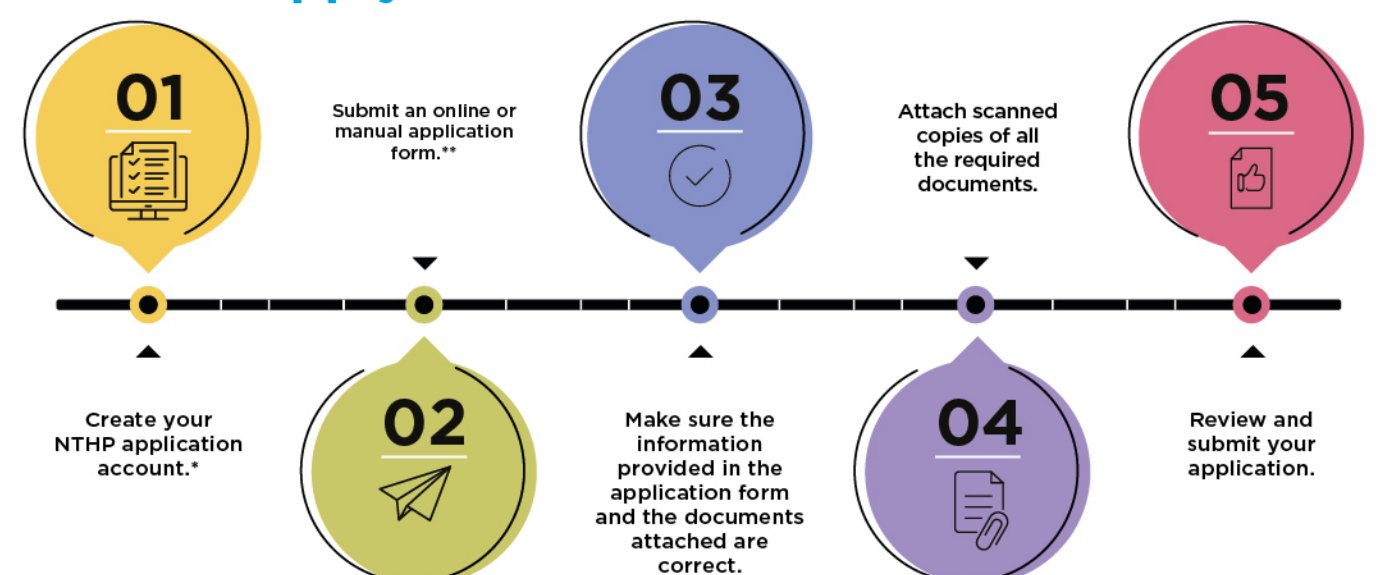 01
Create your
NTHP application
account.*
Submit an online or
manual application
form.**
02
03
Make sure the
information
provided in the
application form
and the documents
attached are
correct.
Attach scanned
copies of all
the required
documents.
04
05
Review and
submit your
application.